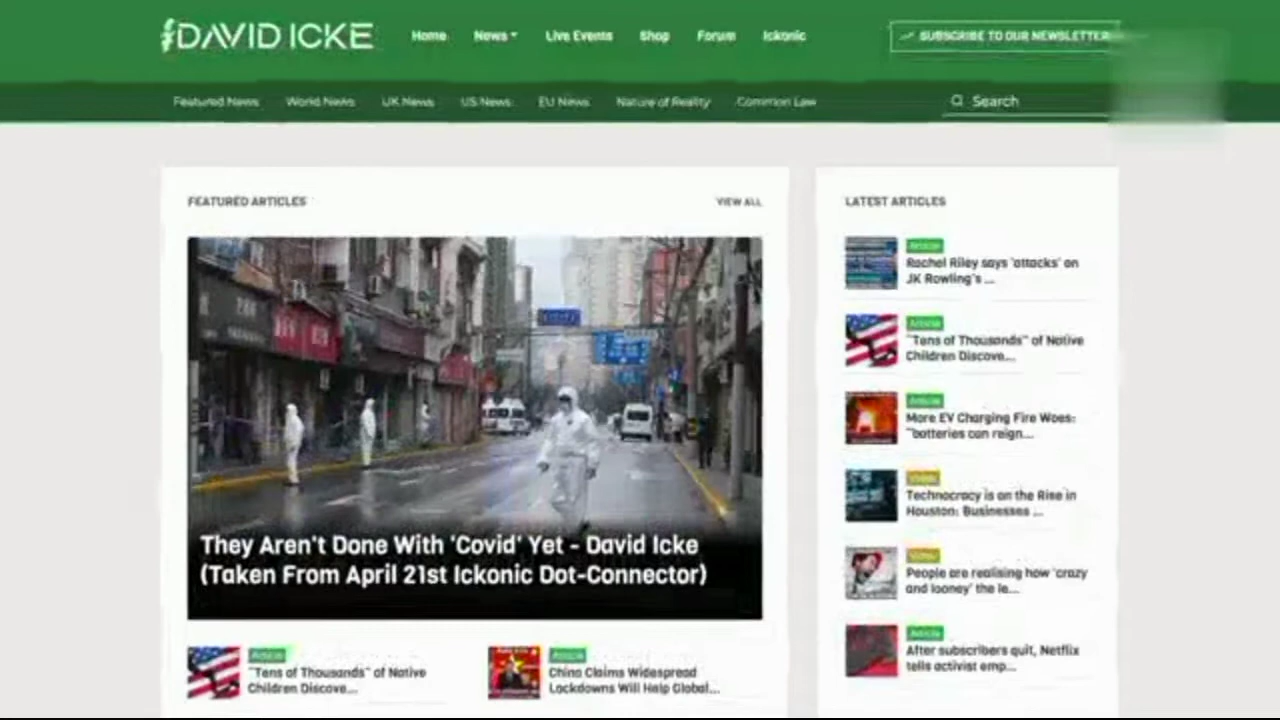 DAVID ICKE
Home News Live Events Shop Forum Ickonic
SUBSCRIBE TO OUR NEWSLETTER
Featured News World News UK News US News EU News Nature of Reality Common Law
Search
FEATURED ARTICLES
VIEW ALL
They Aren't Done With 'Covid' Yet - David Icke
(Taken From April 21st Ickonic Dot-Connector)
Article
"Tens of Thousands" of Native
Children Discove...
Article
China Claims Widespread
Lockdowns Will Help Global...
LATEST ARTICLES
Article
Rachel Riley says 'attacks' on
JK Rowling's ...
Article
"Tens of Thousands" of Native
Children Discove...
Article
More EV Charging Fire Woes:
"batteries can reign...
Video
Technocracy is on the Rise in
Houston: Businesses ...
Video
People are realising how 'crazy
and looney' the le...
Article
After subscribers quit, Netflix
tells activist emp...